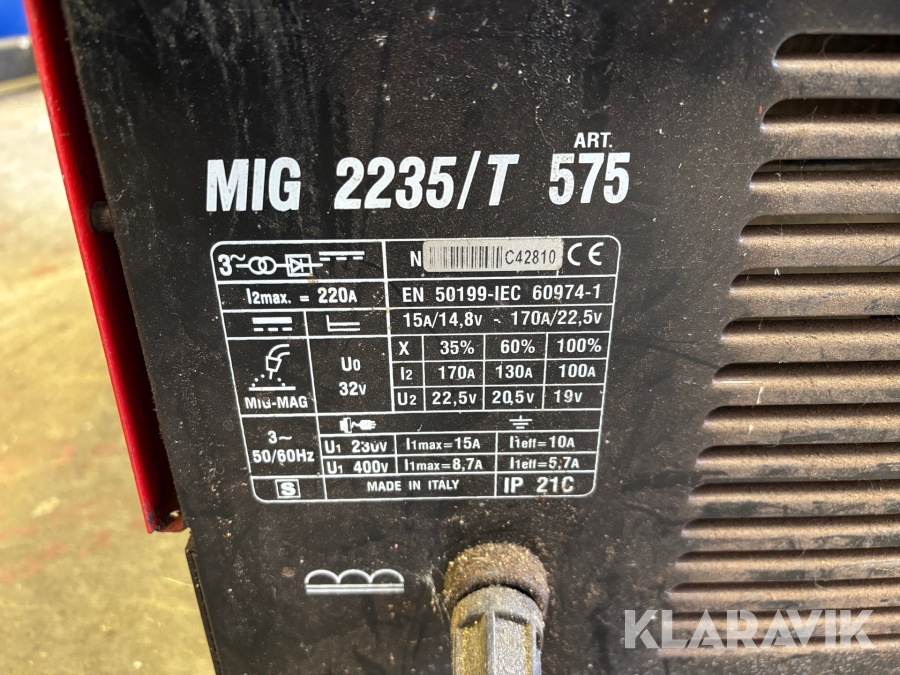 ART.
MIG 2235/T 575
3~ N C42810 CE
I2max. = 220A EN 50199-IEC 60974-1
15A/14,8V - 170A/22,5V
X 35% 60% 100%
U0 32V I2 170A 130A 100A
MIG-MAG U2 22,5V 20,5V 19V
3~
50/60Hz U1 230V I1max=15A I1eff=10A
U1 400V I1max=8,7A I1eff=5,7A
S MADE IN ITALY IP 21C
KLARAVIK